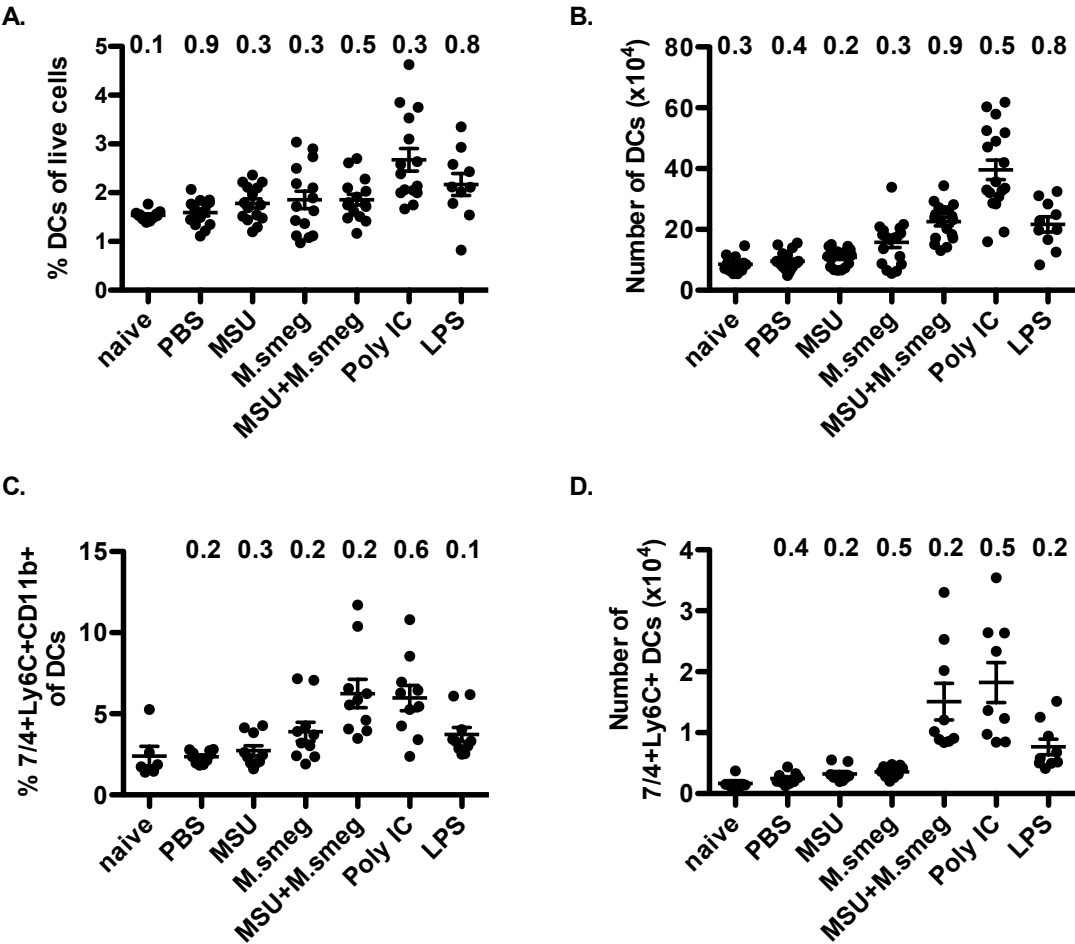 A.
% DCs of live cells
5
4
3
2
1
0
0.1 0.9 0.3 0.3 0.5 0.3 0.8
naive
PBS
MSU
M.smeg
MSU+M.smeg
Poly IC
LPS
B.
Number of DCs (x10⁴)
80
60
40
20
0
0.3 0.4 0.2 0.3 0.9 0.5 0.8
naive
PBS
MSU
M.smeg
MSU+M.smeg
Poly IC
LPS
C.
% 7/4+Ly6C+CD11b+
of DCs
15
10
5
0
0.2 0.3 0.2 0.2 0.6 0.1
naive
PBS
MSU
M.smeg
MSU+M.smeg
Poly IC
LPS
D.
Number of
7/4+Ly6C+ DCs (x10⁴)
4
3
2
1
0
0.4 0.2 0.5 0.2 0.5 0.2
naive
PBS
MSU
M.smeg
MSU+M.smeg
Poly IC
LPS